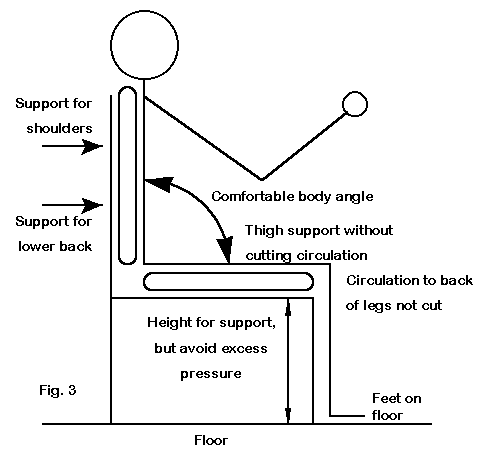 Support for
shoulders
Support for
lower back
Comfortable body angle
Thigh support without
cutting circulation
Circulation to back
of legs not cut
Height for support,
but avoid excess
pressure
Fig. 3
Feet on
floor
Floor